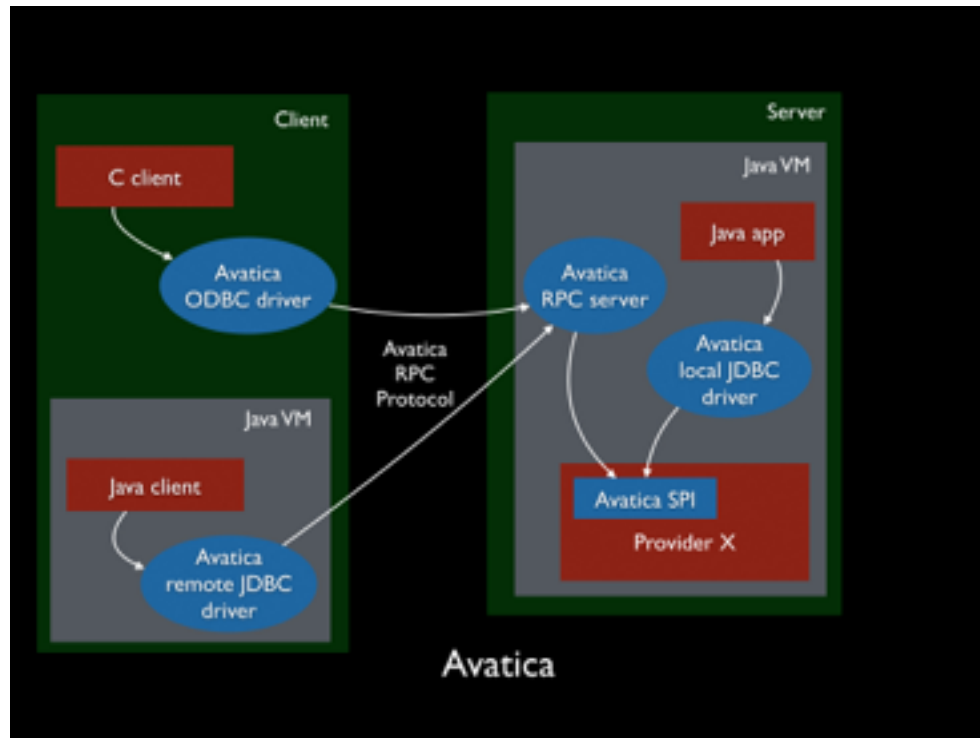 Client
C client
Avatica
ODBC driver
Avatica
RPC
Protocol
Java VM
Java client
Avatica
remote JDBC
driver
Server
Java VM
Java app
Avatica
RPC server
Avatica
local JDBC
driver
Avatica SPI
Provider X
Avatica